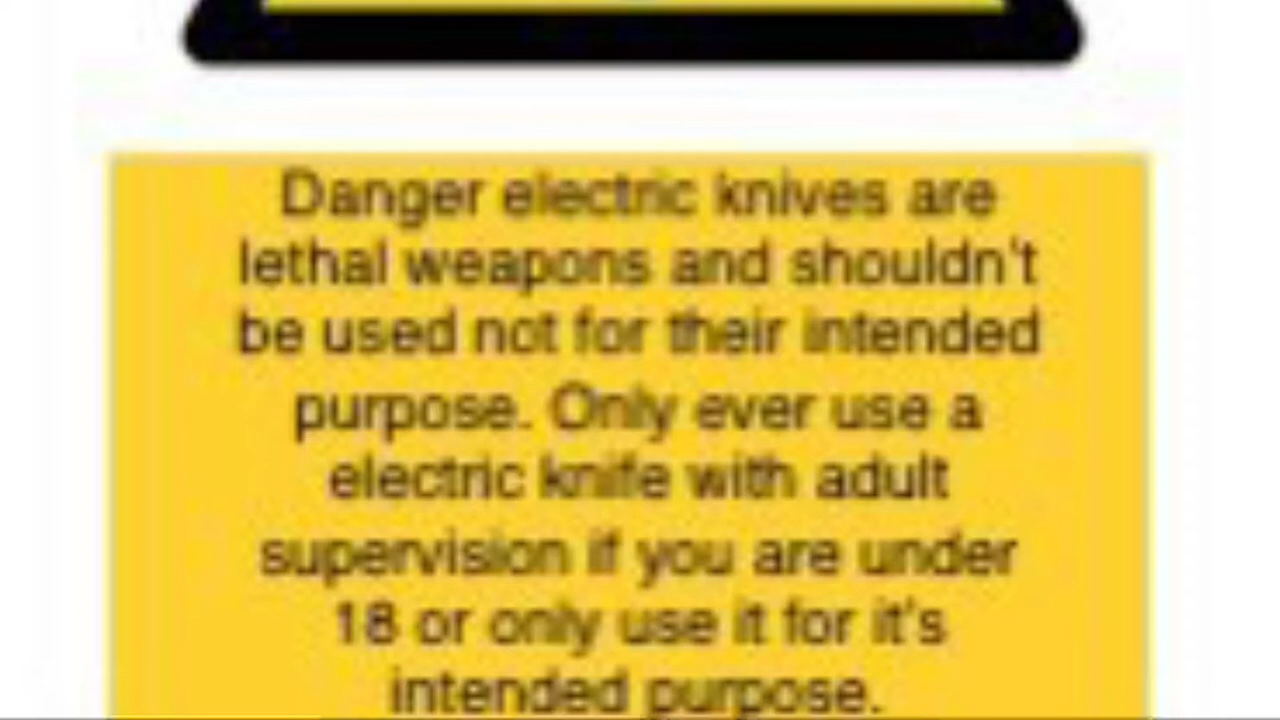 Danger electric knives are
lethal weapons and shouldn't
be used not for their intended
purpose. Only ever use a
electric knife with adult
supervision if you are under
18 or only use it for it's
intended purpose.